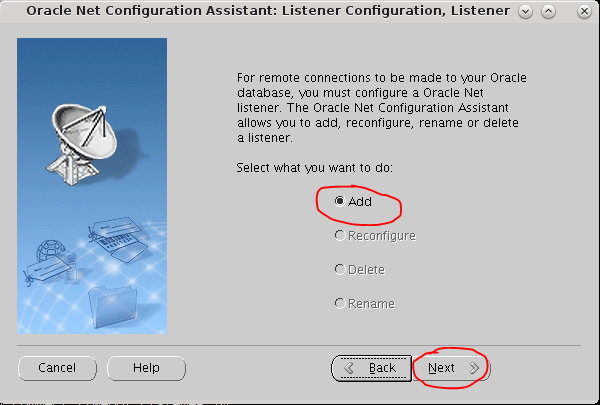 Oracle Net Configuration Assistant: Listener Configuration, Listener
For remote connections to be made to your Oracle
database, you must configure a Oracle Net
listener. The Oracle Net Configuration Assistant
allows you to add, reconfigure, rename or delete
a listener.
Select what you want to do:
Add
Reconfigure
Delete
Rename
Cancel
Help
Back
Next